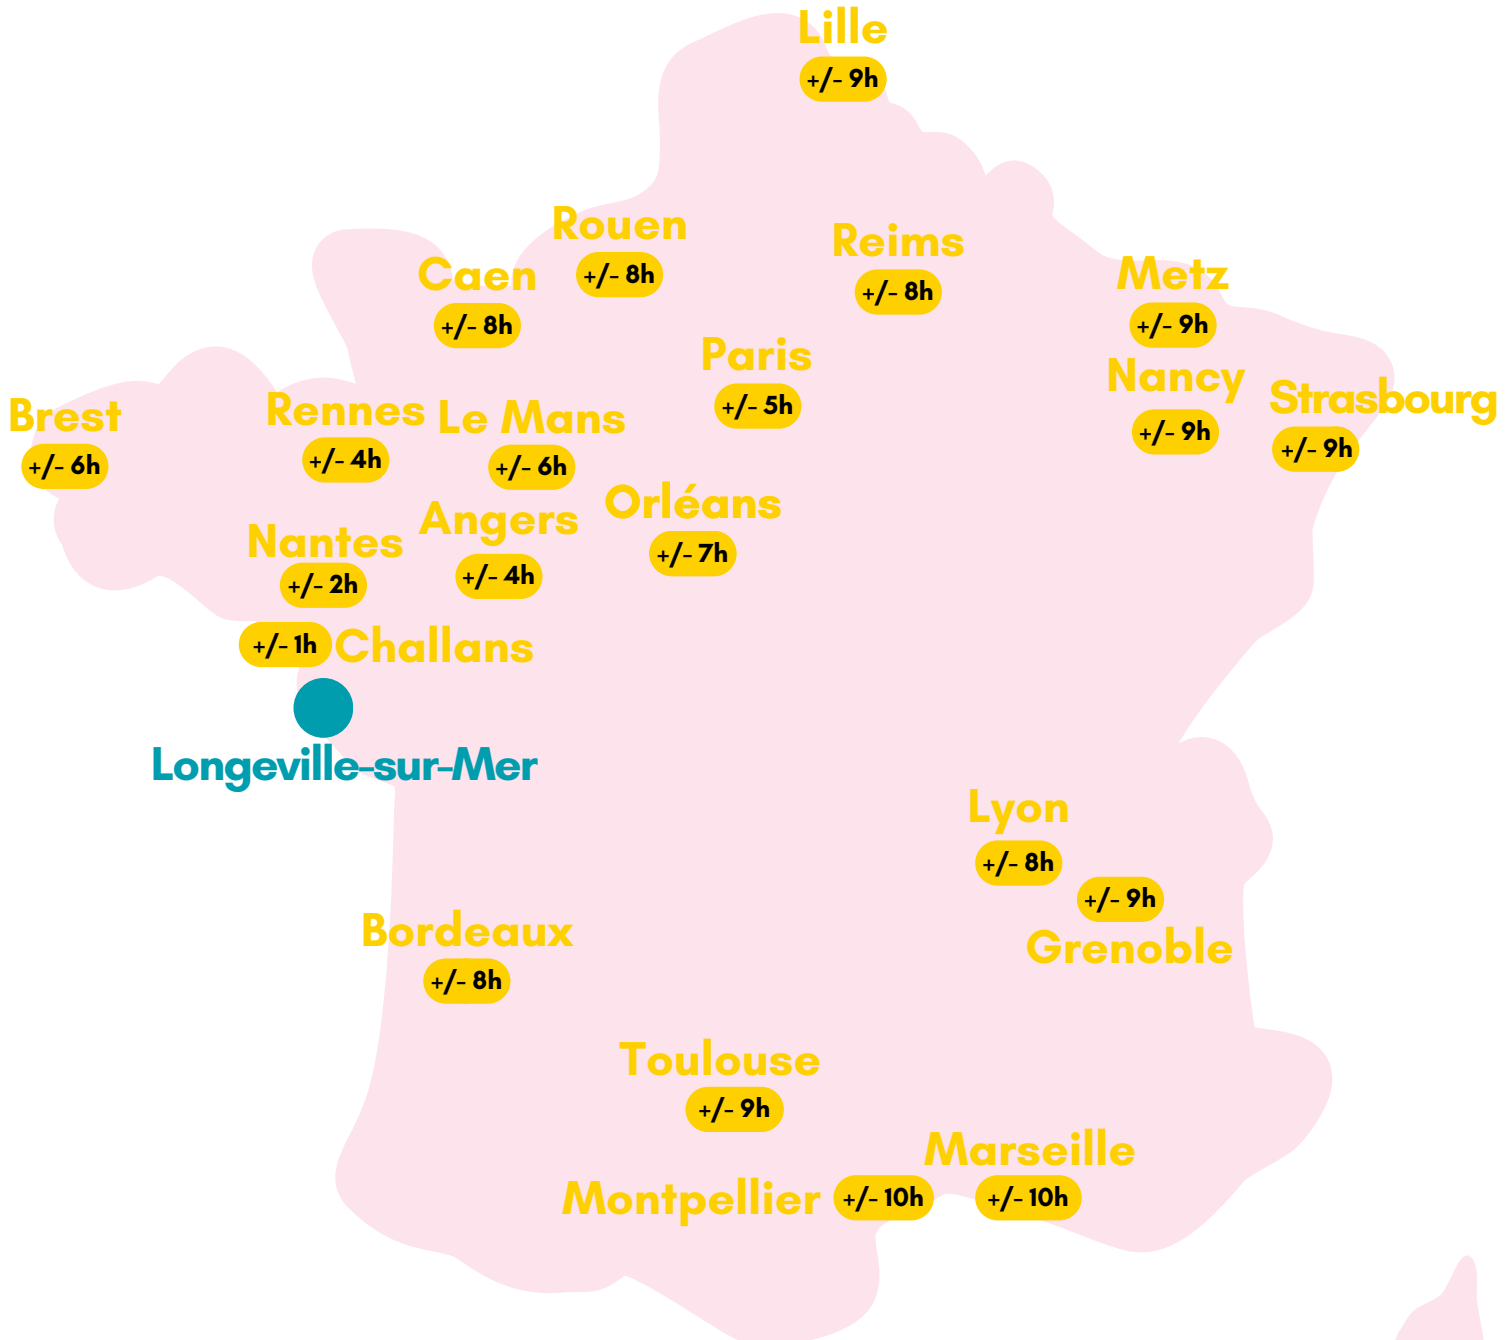 Lille
+/- 9h
Rouen
+/- 8h
Reims
+/- 8h
Caen
+/- 8h
Metz
+/- 9h
Paris
+/- 5h
Nancy
+/- 9h
Strasbourg
+/- 9h
Brest
+/- 6h
Rennes
+/- 4h
Le Mans
+/- 6h
Orléans
+/- 7h
Angers
+/- 4h
Nantes
+/- 2h
+/- 1h Challans
Longeville-sur-Mer
Lyon
+/- 8h
+/- 9h
Grenoble
Bordeaux
+/- 8h
Toulouse
+/- 9h
Marseille
+/- 10h
Montpellier +/- 10h